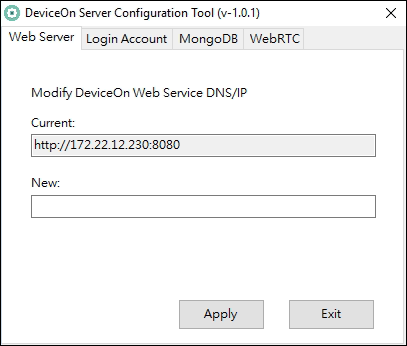 DeviceOn Server Configuration Tool (v-1.0.1)
Web Server Login Account MongoDB WebRTC
Modify DeviceOn Web Service DNS/IP
Current:
http://172.22.12.230:8080
New:
Apply Exit